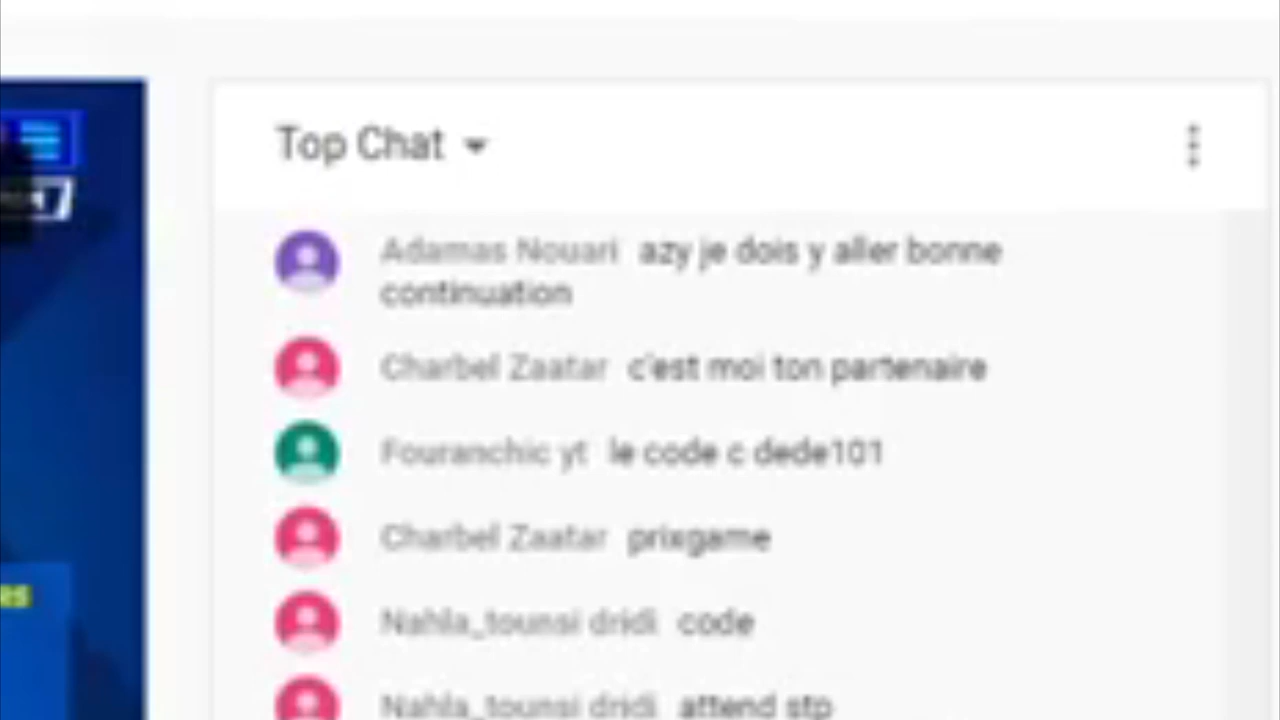 Top Chat
Adamas Nouari azy je dois y aller bonne
continuation
Charbel Zaatar c'est moi ton partenaire
Fouranchic yt le code c dede101
Charbel Zaatar prixgame
Nahla_tounsi dridi code
Nahla_tounsi dridi attend stp